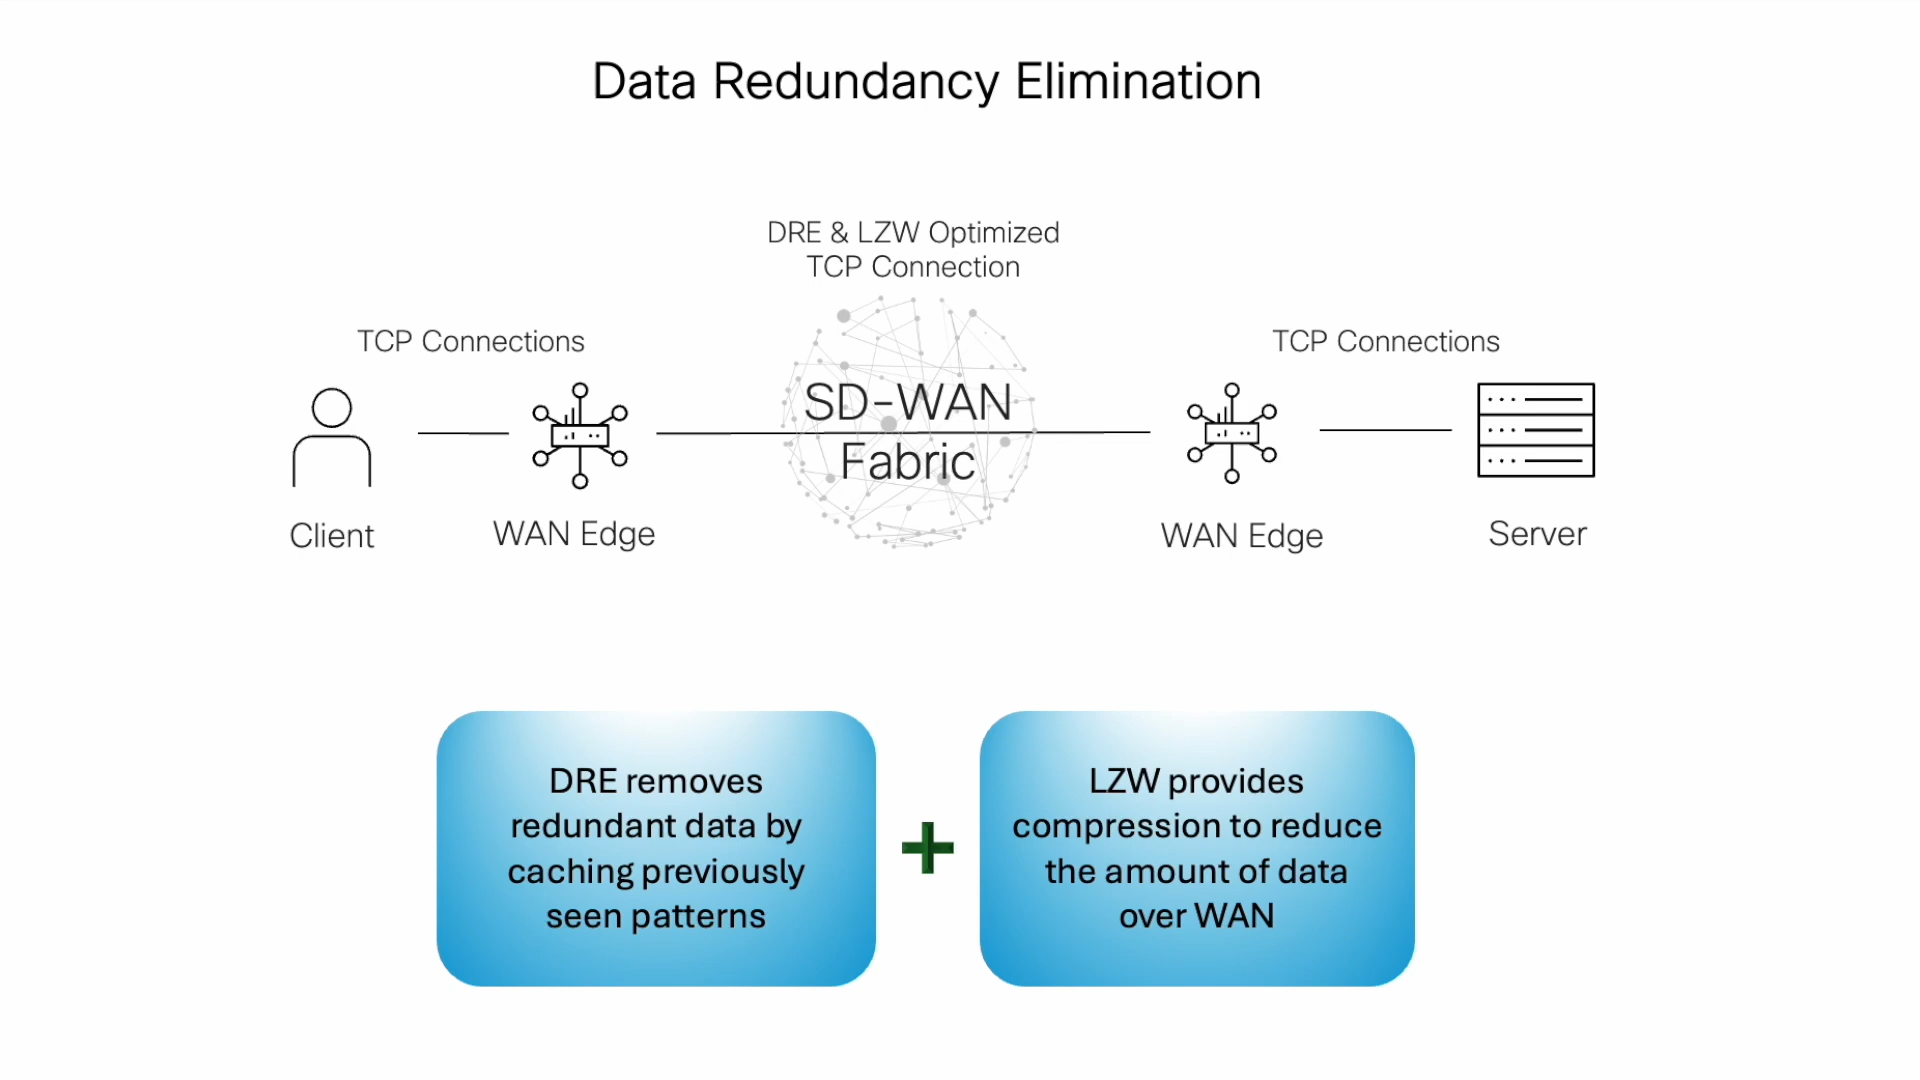 Data Redundancy Elimination
DRE & LZW Optimized
TCP Connection
TCP Connections
TCP Connections
SD-WAN
Fabric
Client
WAN Edge
WAN Edge
Server
DRE removes
redundant data by
caching previously
seen patterns
LZW provides
compression to reduce
the amount of data
over WAN